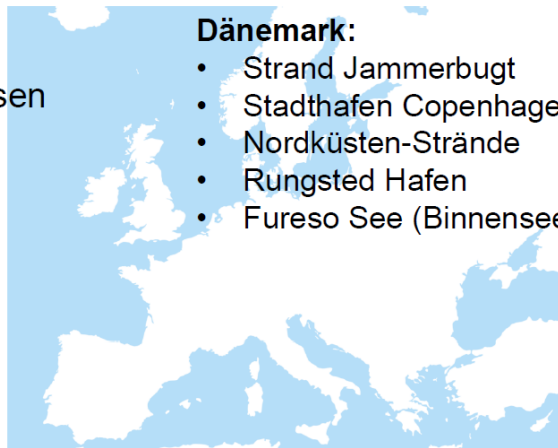 Dänemark:
• Strand Jammerbugt
sen
• Stadthafen Copenhage
• Nordküsten-Strände
• Rungsted Hafen
• Fureso See (Binnensee